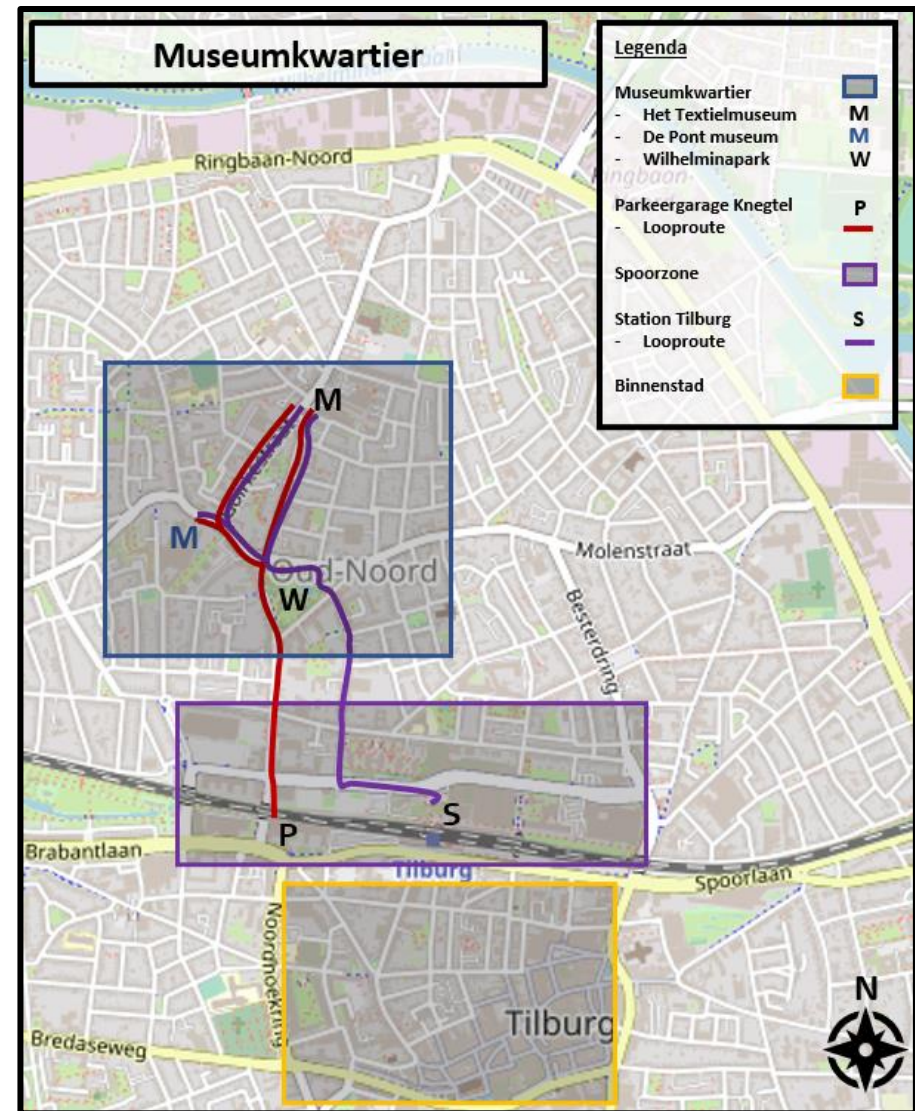 Museumkwartier
Legenda
Museumkwartier
- Het Textielmuseum M
- De Pont museum M
- Wilhelminapark W
Parkeergarage Knegtel P
- Looproute
Spoorzone
Station Tilburg S
- Looproute
Binnenstad
Ringbaan-Noord
M
M
Oud-Noord
W
Molenstraat
Besterdring
S
P
Brabantlaan
Tilburg
Spoorlaan
Noordhoekring
Tilburg
Bredaseweg
N